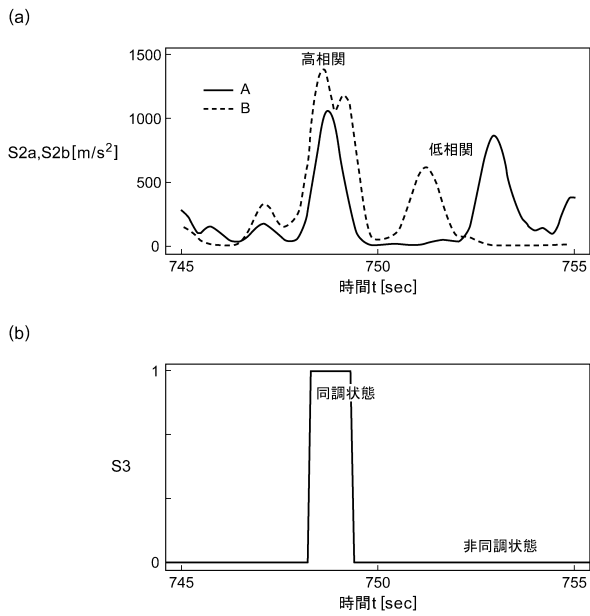 (a)
1500
高相関
A
B
1000
S2a,S2b[m/s²]
低相関
500
0
745
750
755
時間t [sec]
(b)
1
同調状態
S3
非同調状態
0
745
750
755
時間t [sec]